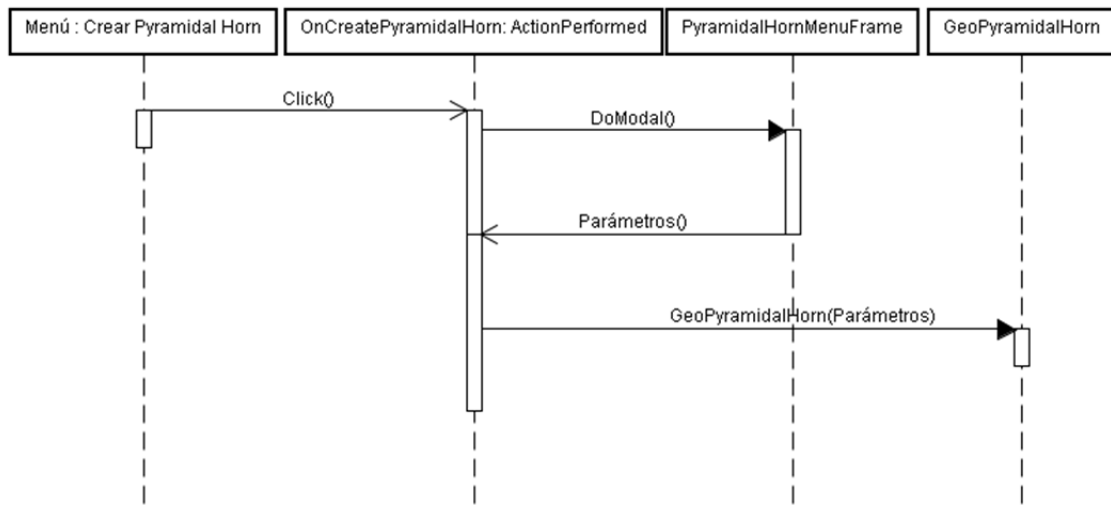 Menú : Crear Pyramidal Horn
OnCreatePyramidalHorn: ActionPerformed
PyramidalHornMenuFrame
GeoPyramidalHorn
Click()
DoModal()
Parámetros()
GeoPyramidalHorn(Parámetros)